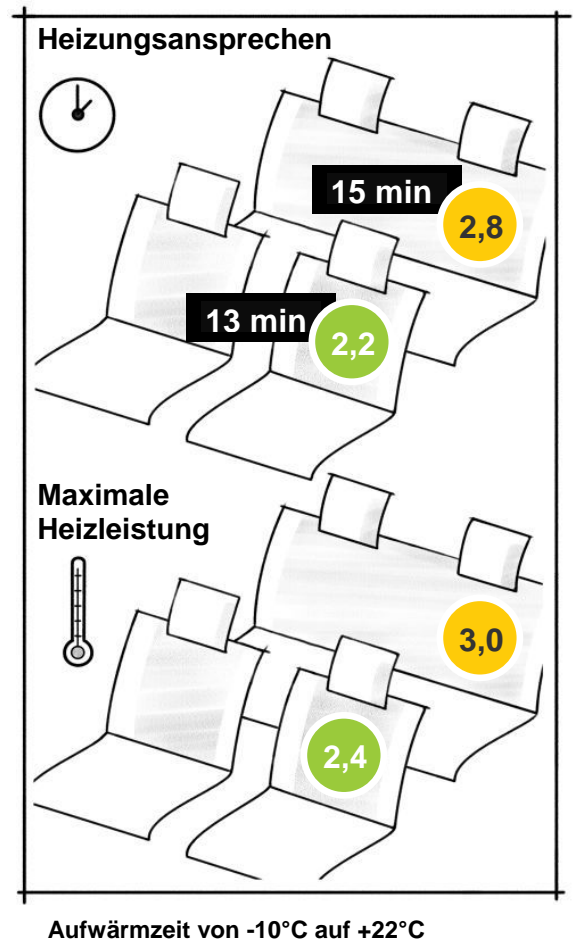 Heizungsansprechen
15 min
2,8
13 min
2,2
Maximale
Heizleistung
3,0
2,4
Aufwärmzeit von -10°C auf +22°C